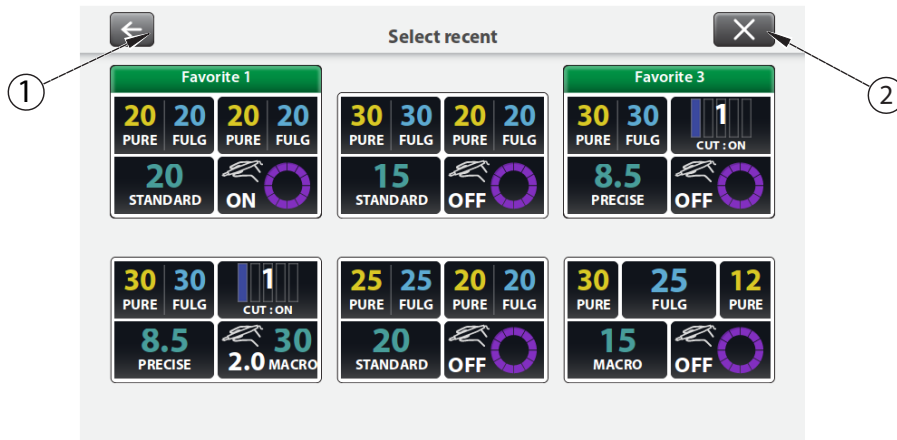 Select recent
1
2
Favorite 1
20 20 20 20
PURE FULG PURE FULG
20
STANDARD ON
30 30 20 20
PURE FULG PURE FULG
15
STANDARD OFF
Favorite 3
30 30 1
PURE FULG CUT : ON
8.5
PRECISE OFF
30 30 1
PURE FULG CUT : ON
8.5 30
PRECISE 2.0 MACRO
25 25 20 20
PURE FULG PURE FULG
20
STANDARD OFF
30 25 12
PURE FULG PURE
15
MACRO OFF